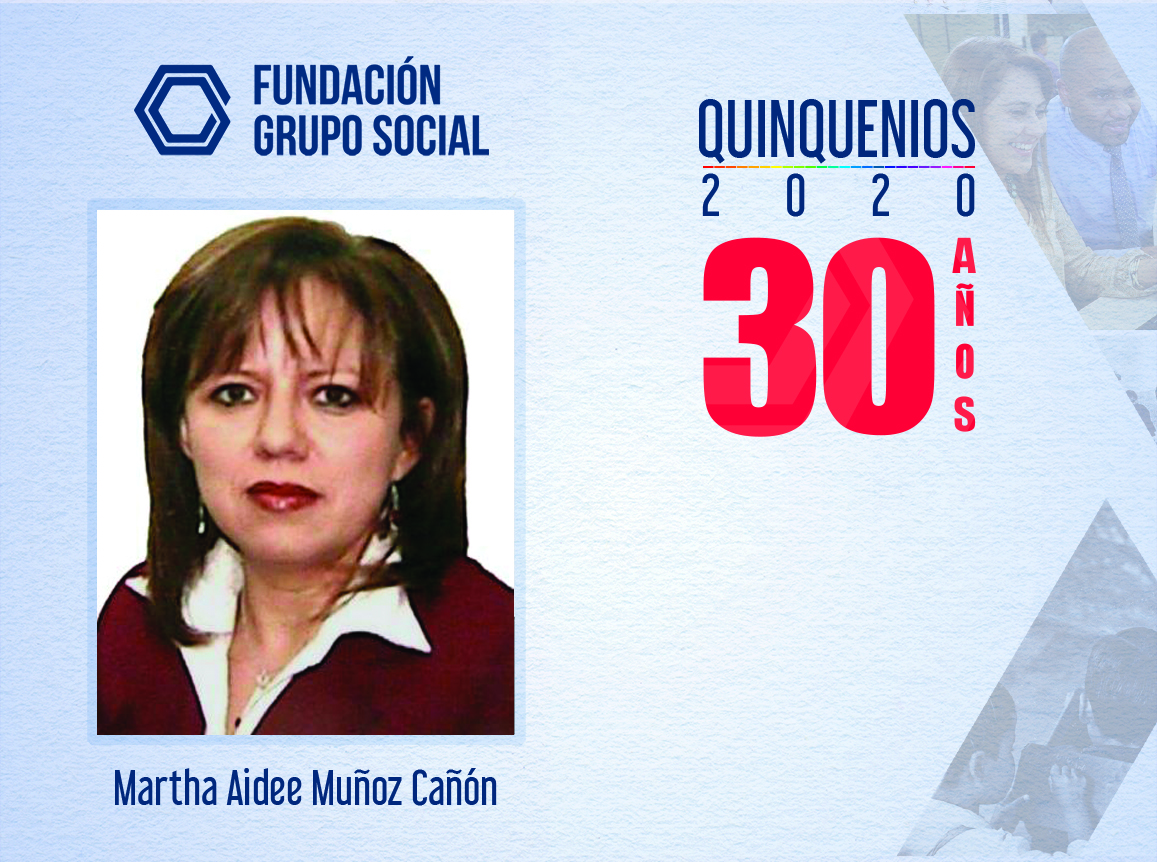 FUNDACIÓN
GRUPO SOCIAL
QUINQUENIOS
2020
30 AÑOS
Martha Aidee Muñoz Cañón